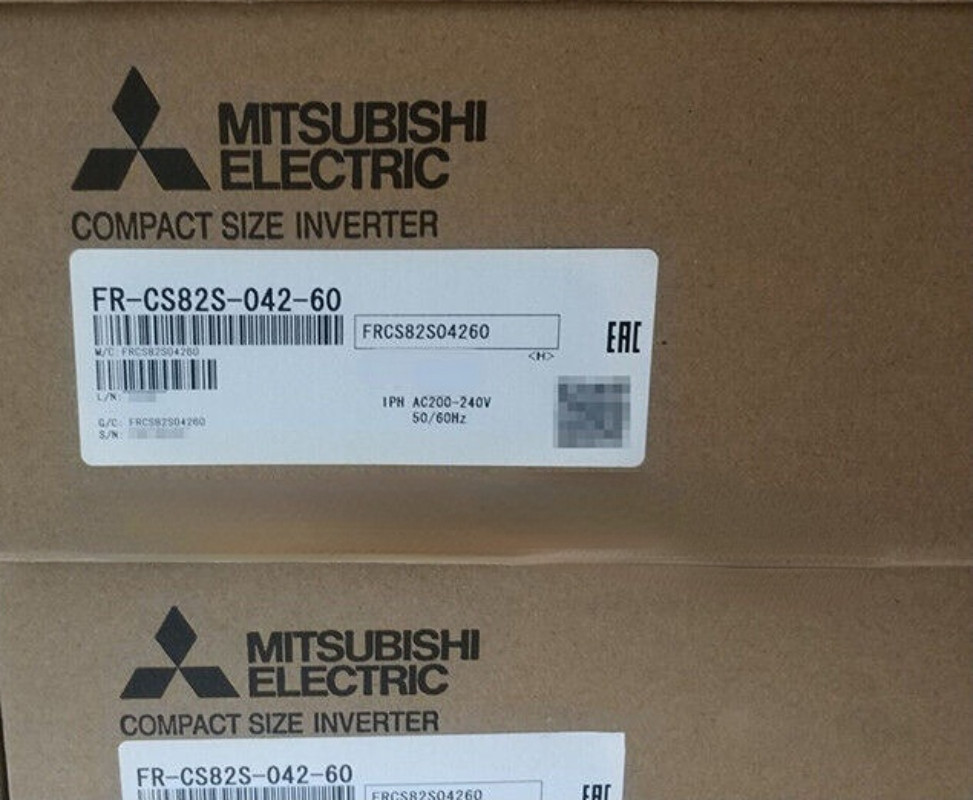 MITSUBISHI
ELECTRIC
COMPACT SIZE INVERTER
FR-CS82S-042-60
FRCS82S04260
EAC
M/C: FRCS82S04260
<H>
L/N:
1PH AC200-240V
50/60Hz
G/C: FRCS82S04260
S/N:
MITSUBISHI
ELECTRIC
COMPACT SIZE INVERTER
FR-CS82S-042-60
FRCS82S04260
EAC